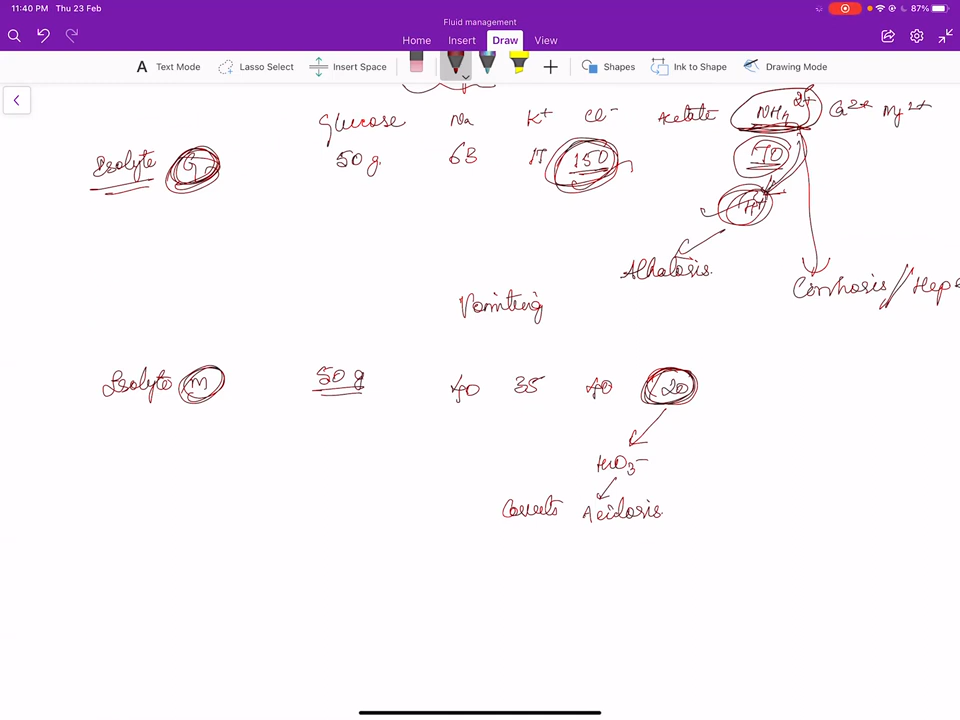 11:40 PM Thu 23 Feb
87%
Fluid management
Home Insert Draw View
Text Mode Lasso Select Insert Space Shapes Ink to Shape Drawing Mode
Glucose Na K+ Cl- Acetate NH4 2+ Ca2+ Mg2+
Isolyte G 50 g. 63 17 150 70
H+
Alkalosis.
Cirrhosis/Hep
Vomiting
Isolyte M 50 g 40 35 40 20
HCO3-
Corrects Acidosis.